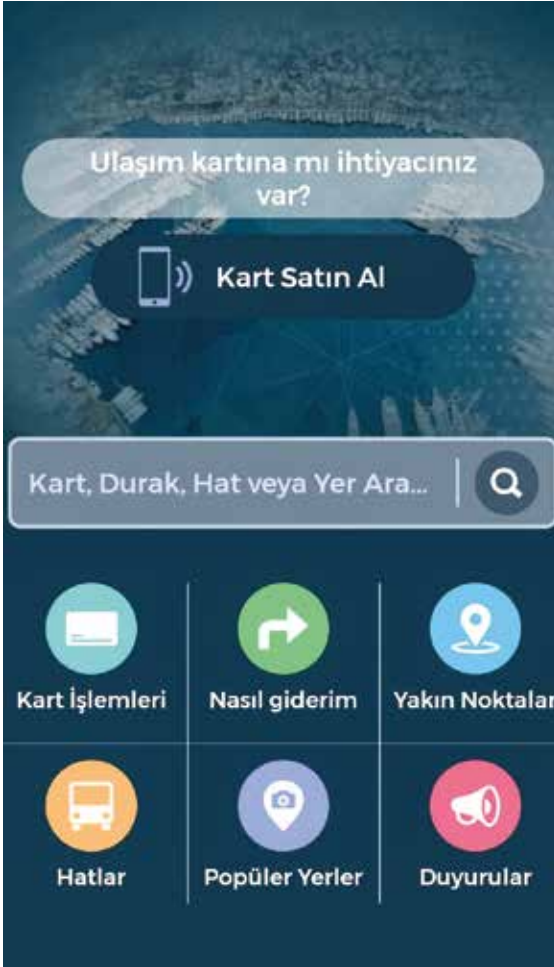 Ulaşım kartına mı ihtiyacınız
var?
Kart Satın Al
Kart, Durak, Hat veya Yer Ara...
Kart İşlemleri
Nasıl giderim
Yakın Noktalar
Hatlar
Popüler Yerler
Duyurular